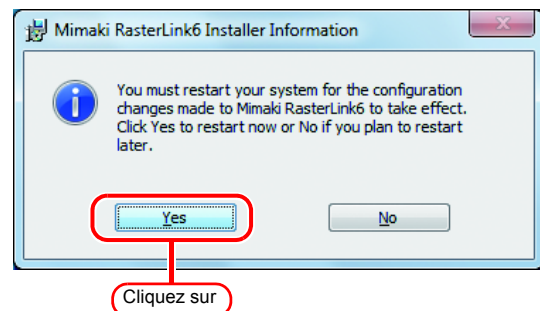 Mimaki RasterLink6 Installer Information
You must restart your system for the configuration
changes made to Mimaki RasterLink6 to take effect.
Click Yes to restart now or No if you plan to restart
later.
Yes
No
Cliquez sur